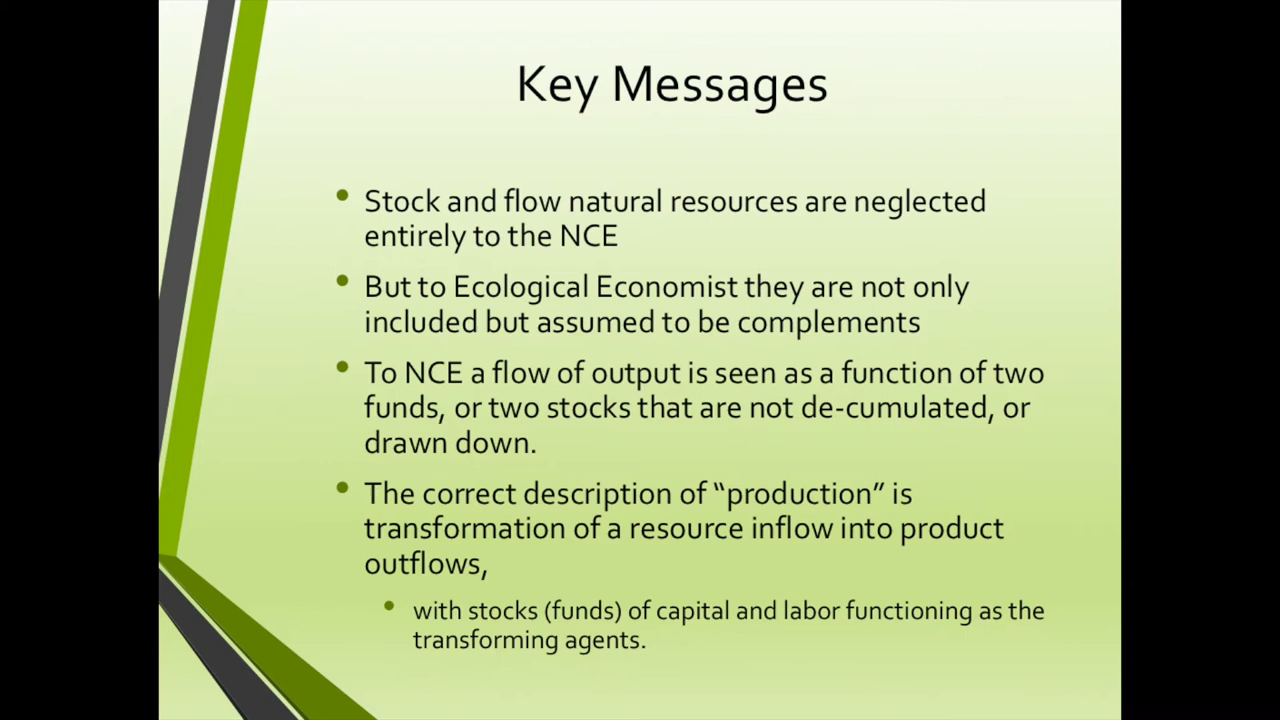 Key Messages
• Stock and flow natural resources are neglected
entirely to the NCE
• But to Ecological Economist they are not only
included but assumed to be complements
• To NCE a flow of output is seen as a function of two
funds, or two stocks that are not de-cumulated, or
drawn down.
• The correct description of “production” is
transformation of a resource inflow into product
outflows,
• with stocks (funds) of capital and labor functioning as the
transforming agents.